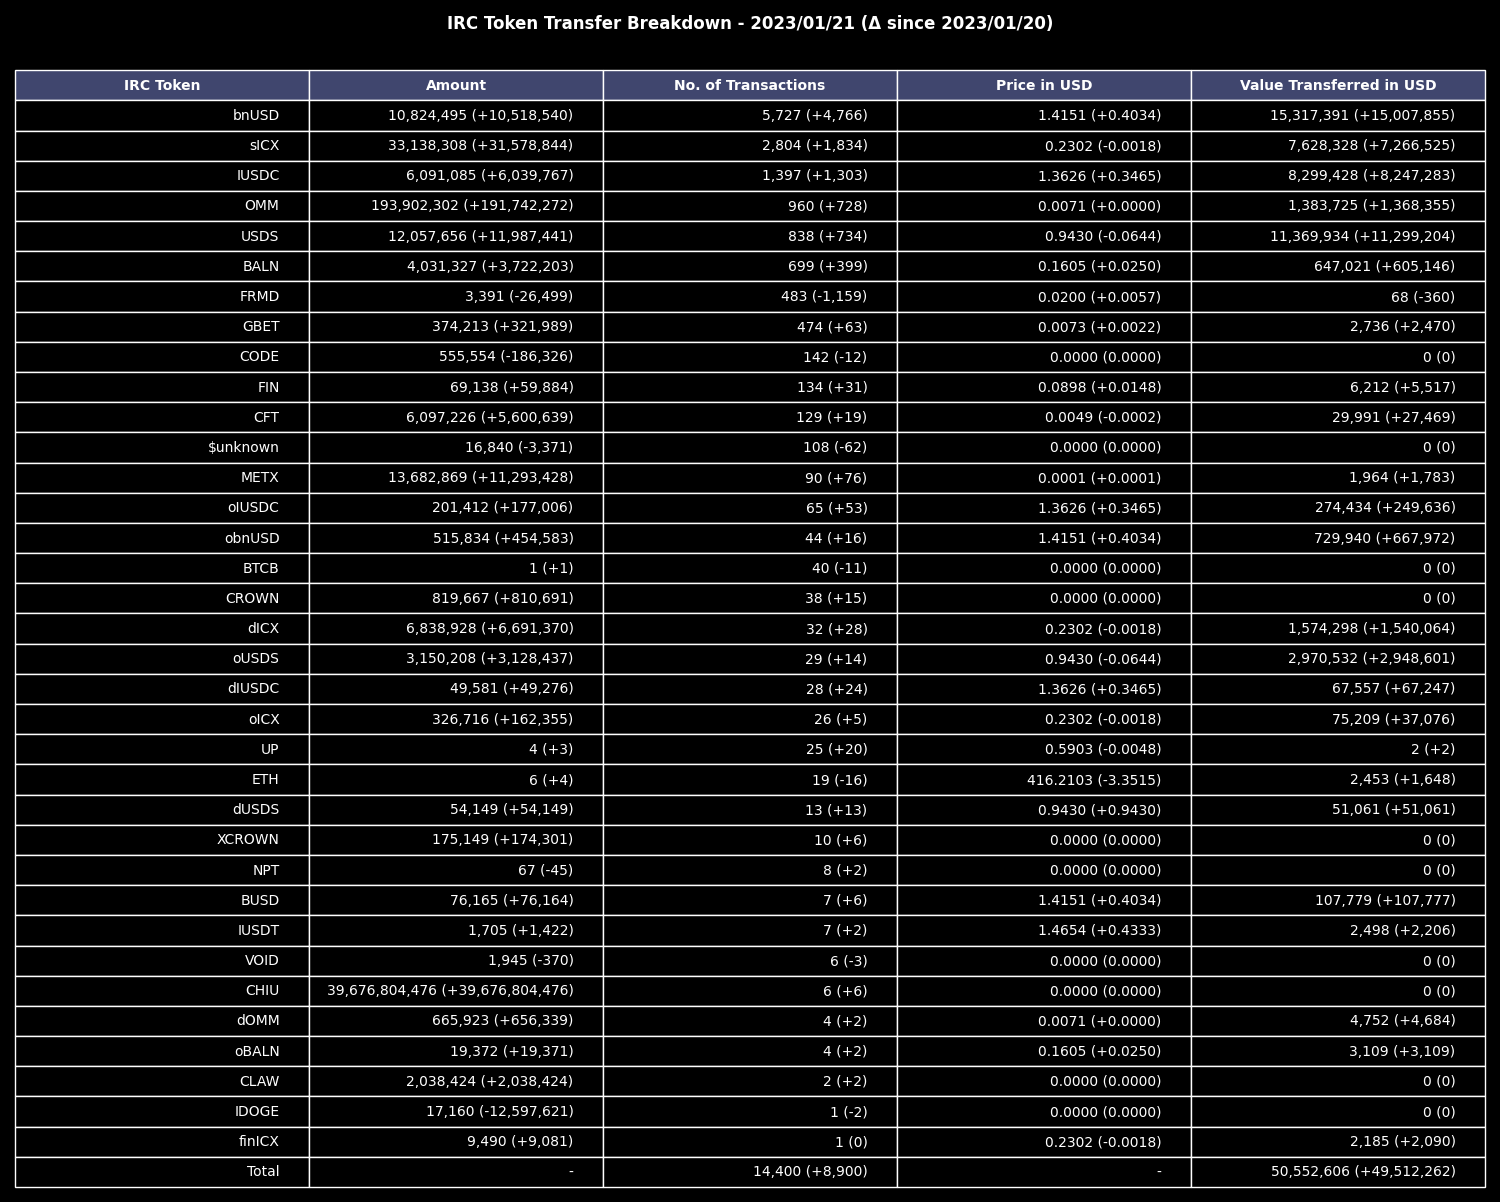 IRC Token Transfer Breakdown - 2023/01/21 (Δ since 2023/01/20)
IRC Token Amount No. of Transactions Price in USD Value Transferred in USD
bnUSD 10,824,495 (+10,518,540) 5,727 (+4,766) 1.4151 (+0.4034) 15,317,391 (+15,007,855)
sICX 33,138,308 (+31,578,844) 2,804 (+1,834) 0.2302 (-0.0018) 7,628,328 (+7,266,525)
IUSDC 6,091,085 (+6,039,767) 1,397 (+1,303) 1.3626 (+0.3465) 8,299,428 (+8,247,283)
OMM 193,902,302 (+191,742,272) 960 (+728) 0.0071 (+0.0000) 1,383,725 (+1,368,355)
USDS 12,057,656 (+11,987,441) 838 (+734) 0.9430 (-0.0644) 11,369,934 (+11,299,204)
BALN 4,031,327 (+3,722,203) 699 (+399) 0.1605 (+0.0250) 647,021 (+605,146)
FRMD 3,391 (-26,499) 483 (-1,159) 0.0200 (+0.0057) 68 (-360)
GBET 374,213 (+321,989) 474 (+63) 0.0073 (+0.0022) 2,736 (+2,470)
CODE 555,554 (-186,326) 142 (-12) 0.0000 (0.0000) 0 (0)
FIN 69,138 (+59,884) 134 (+31) 0.0898 (+0.0148) 6,212 (+5,517)
CFT 6,097,226 (+5,600,639) 129 (+19) 0.0049 (-0.0002) 29,991 (+27,469)
$unknown 16,840 (-3,371) 108 (-62) 0.0000 (0.0000) 0 (0)
METX 13,682,869 (+11,293,428) 90 (+76) 0.0001 (+0.0001) 1,964 (+1,783)
oIUSDC 201,412 (+177,006) 65 (+53) 1.3626 (+0.3465) 274,434 (+249,636)
obnUSD 515,834 (+454,583) 44 (+16) 1.4151 (+0.4034) 729,940 (+667,972)
BTCB 1 (+1) 40 (-11) 0.0000 (0.0000) 0 (0)
CROWN 819,667 (+810,691) 38 (+15) 0.0000 (0.0000) 0 (0)
dICX 6,838,928 (+6,691,370) 32 (+28) 0.2302 (-0.0018) 1,574,298 (+1,540,064)
oUSDS 3,150,208 (+3,128,437) 29 (+14) 0.9430 (-0.0644) 2,970,532 (+2,948,601)
dIUSDC 49,581 (+49,276) 28 (+24) 1.3626 (+0.3465) 67,557 (+67,247)
oICX 326,716 (+162,355) 26 (+5) 0.2302 (-0.0018) 75,209 (+37,076)
UP 4 (+3) 25 (+20) 0.5903 (-0.0048) 2 (+2)
ETH 6 (+4) 19 (-16) 416.2103 (-3.3515) 2,453 (+1,648)
dUSDS 54,149 (+54,149) 13 (+13) 0.9430 (+0.9430) 51,061 (+51,061)
XCROWN 175,149 (+174,301) 10 (+6) 0.0000 (0.0000) 0 (0)
NPT 67 (-45) 8 (+2) 0.0000 (0.0000) 0 (0)
BUSD 76,165 (+76,164) 7 (+6) 1.4151 (+0.4034) 107,779 (+107,777)
IUSDT 1,705 (+1,422) 7 (+2) 1.4654 (+0.4333) 2,498 (+2,206)
VOID 1,945 (-370) 6 (-3) 0.0000 (0.0000) 0 (0)
CHIU 39,676,804,476 (+39,676,804,476) 6 (+6) 0.0000 (0.0000) 0 (0)
dOMM 665,923 (+656,339) 4 (+2) 0.0071 (+0.0000) 4,752 (+4,684)
oBALN 19,372 (+19,371) 4 (+2) 0.1605 (+0.0250) 3,109 (+3,109)
CLAW 2,038,424 (+2,038,424) 2 (+2) 0.0000 (0.0000) 0 (0)
IDOGE 17,160 (-12,597,621) 1 (-2) 0.0000 (0.0000) 0 (0)
finICX 9,490 (+9,081) 1 (0) 0.2302 (-0.0018) 2,185 (+2,090)
Total - 14,400 (+8,900) - 50,552,606 (+49,512,262)